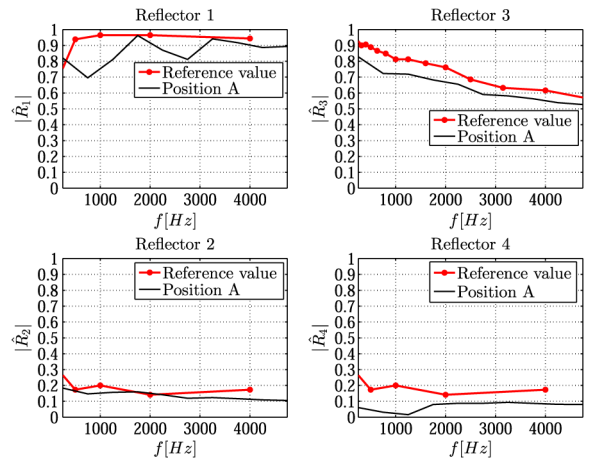 Reflector 1
1
0.9
0.8
0.7
0.6
0.5
0.4
0.3
0.2
0.1
0
|R̂₁|
Reference value
Position A
1000 2000 3000 4000
f[Hz]
Reflector 3
1
0.9
0.8
0.7
0.6
0.5
0.4
0.3
0.2
0.1
0
|R̂₃|
Reference value
Position A
1000 2000 3000 4000
f[Hz]
Reflector 2
1
0.9
0.8
0.7
0.6
0.5
0.4
0.3
0.2
0.1
0
|R̂₂|
Reference value
Position A
1000 2000 3000 4000
f[Hz]
Reflector 4
1
0.9
0.8
0.7
0.6
0.5
0.4
0.3
0.2
0.1
0
|R̂₄|
Reference value
Position A
1000 2000 3000 4000
f[Hz]